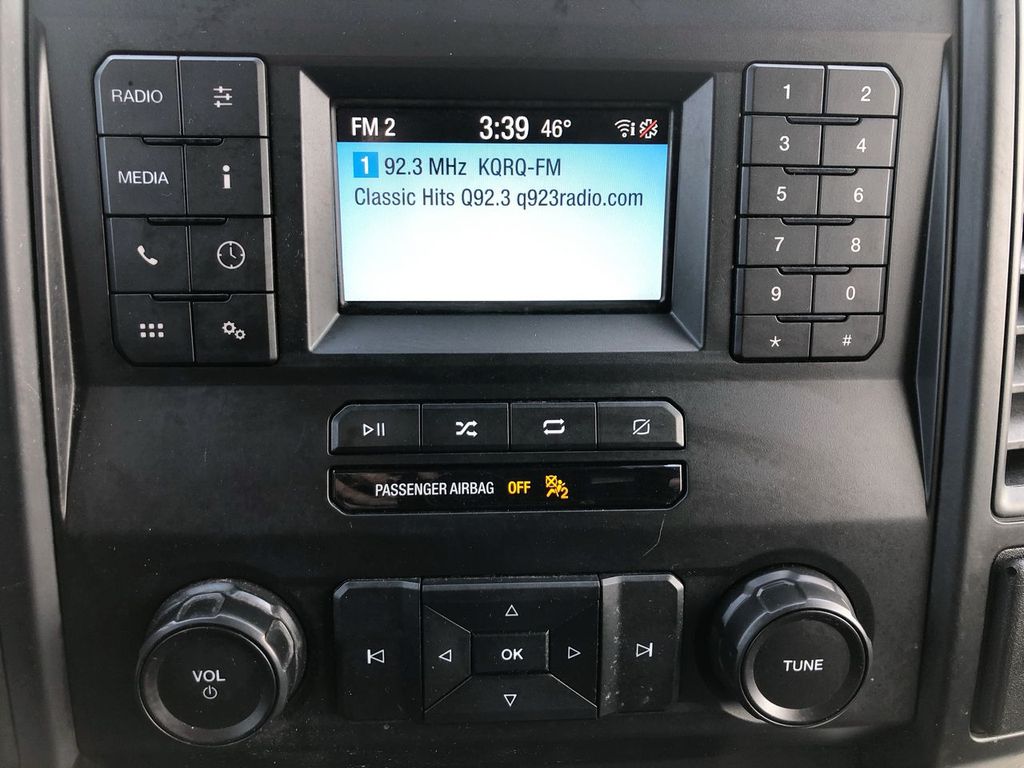 RADIO
MEDIA
i
FM 2 3:39 46°
1 92.3 MHz KQRQ-FM
Classic Hits Q92.3 q923radio.com
1 2
3 4
5 6
7 8
9 0
* #
PASSENGER AIRBAG OFF 2
VOL
OK
TUNE